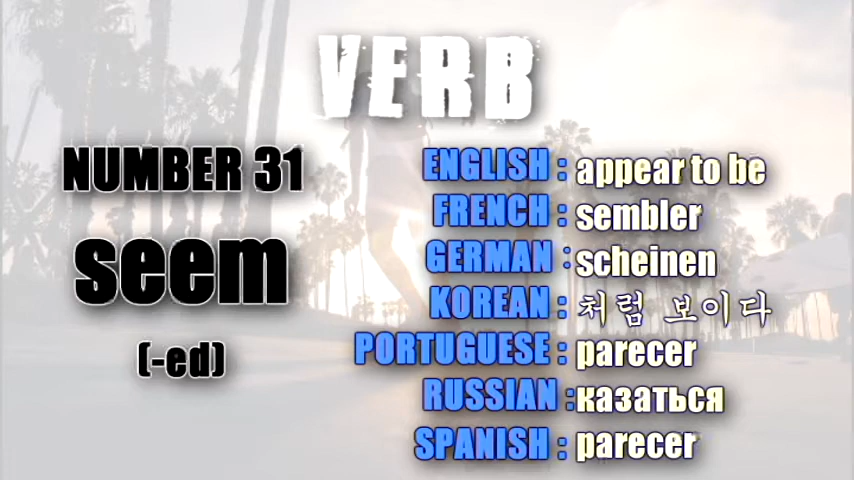 VERB
NUMBER 31
seem
(-ed)
ENGLISH : appear to be
FRENCH : sembler
GERMAN : scheinen
KOREAN : 처럼 보이다
PORTUGUESE : parecer
RUSSIAN : казаться
SPANISH : parecer